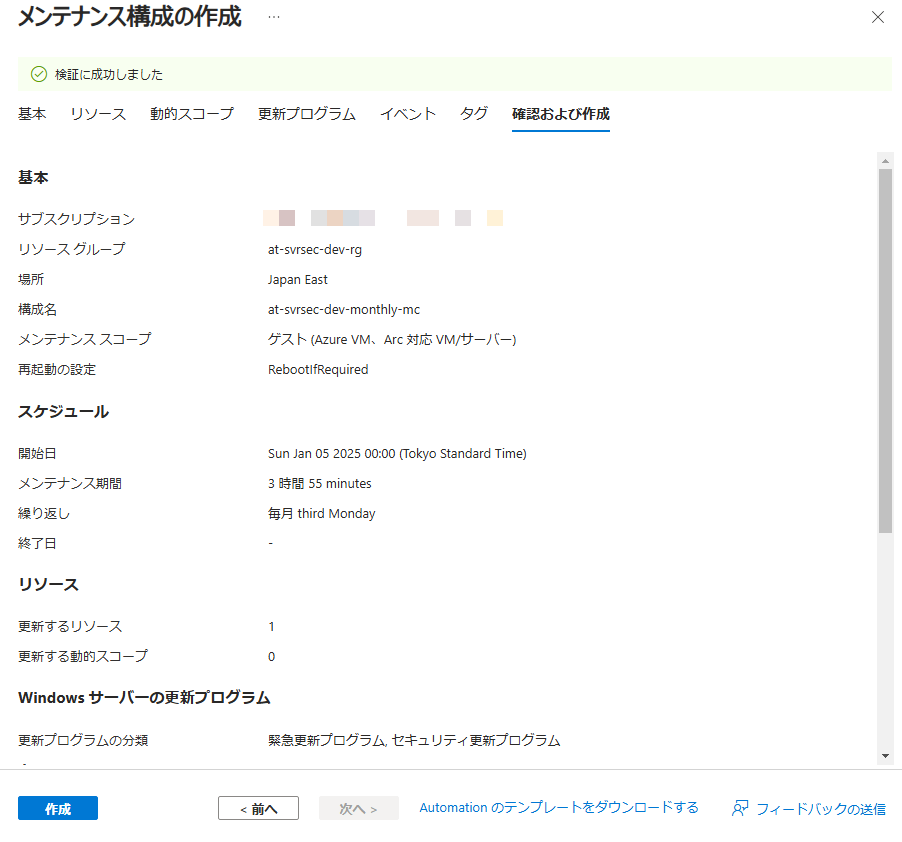 メンテナンス構成の作成 …
検証に成功しました
基本 リソース 動的スコープ 更新プログラム イベント タグ 確認および作成
基本
サブスクリプション
リソース グループ at-svrsec-dev-rg
場所 Japan East
構成名 at-svrsec-dev-monthly-mc
メンテナンス スコープ ゲスト (Azure VM、Arc 対応 VM/サーバー)
再起動の設定 RebootIfRequired
スケジュール
開始日 Sun Jan 05 2025 00:00 (Tokyo Standard Time)
メンテナンス期間 3 時間 55 minutes
繰り返し 毎月 third Monday
終了日 -
リソース
更新するリソース 1
更新する動的スコープ 0
Windows サーバーの更新プログラム
更新プログラムの分類 緊急更新プログラム, セキュリティ更新プログラム
作成 < 前へ 次へ > Automation のテンプレートをダウンロードする フィードバックの送信